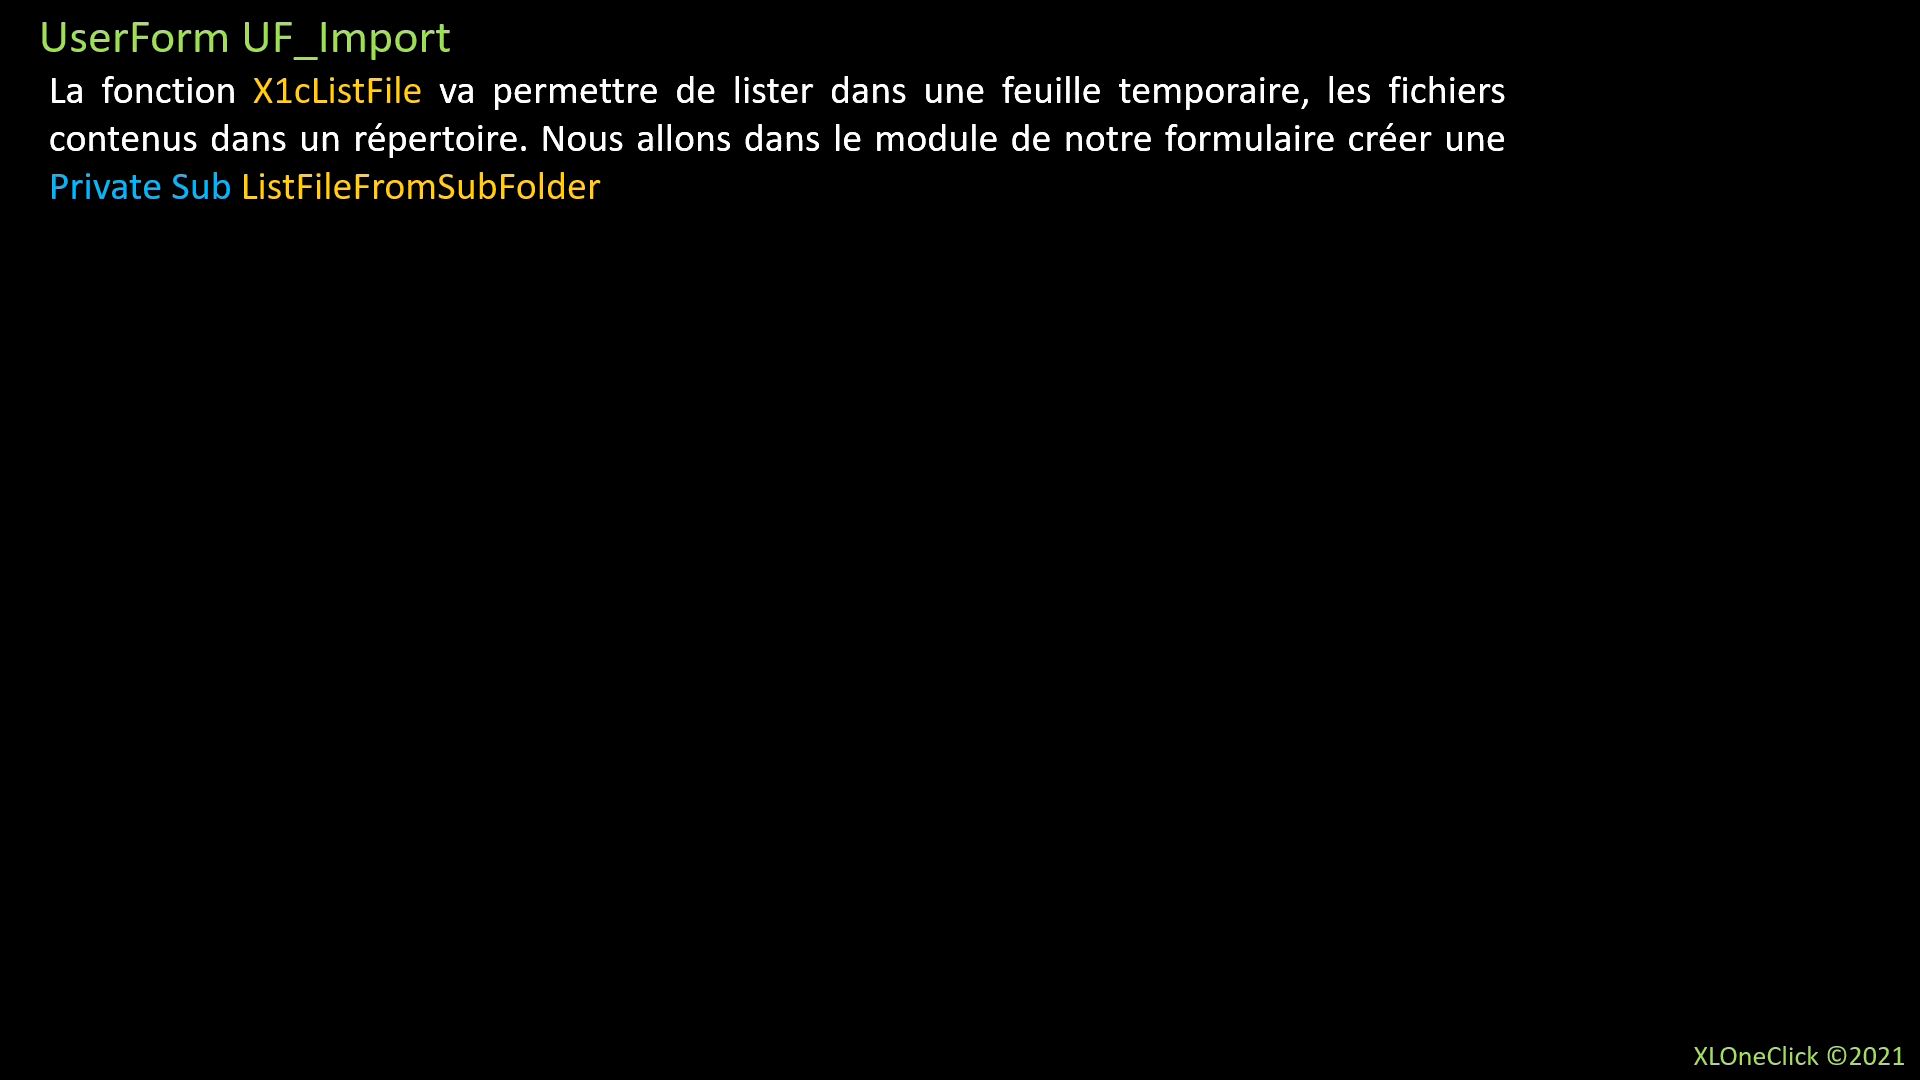 UserForm UF_Import
La fonction X1cListFile va permettre de lister dans une feuille temporaire, les fichiers
contenus dans un répertoire. Nous allons dans le module de notre formulaire créer une
Private Sub ListFileFromSubFolder
XLOneClick ©2021